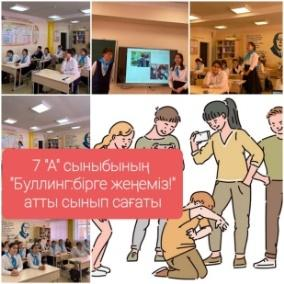 7 "А" сыныбының
"Буллинг:бірге жеңеміз!"
атты сынып сағаты